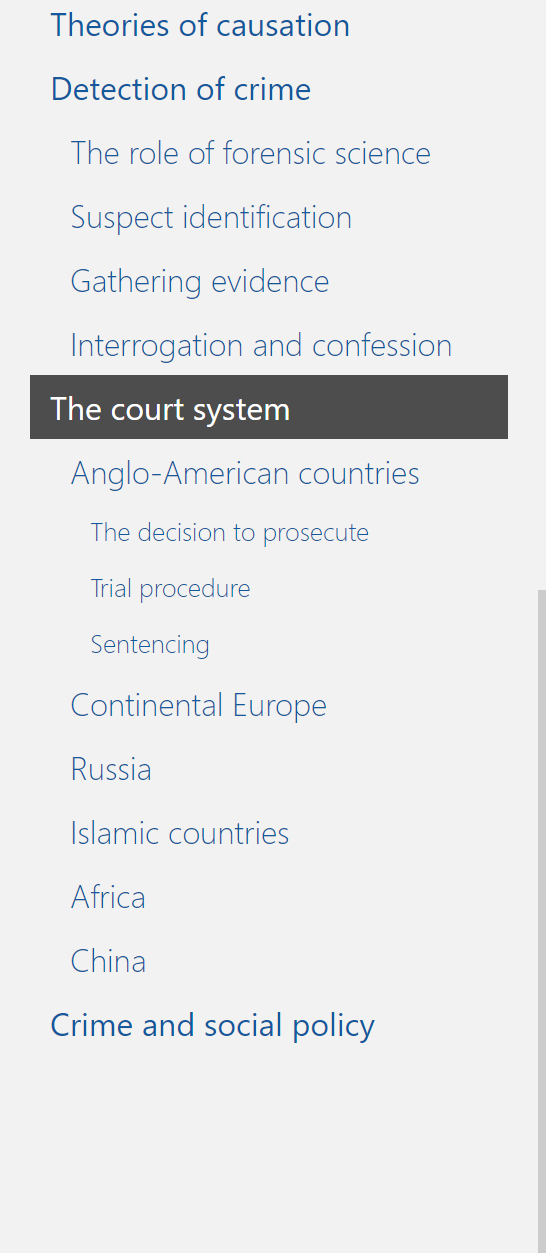 Theories of causation
Detection of crime
The role of forensic science
Suspect identification
Gathering evidence
Interrogation and confession
The court system
Anglo-American countries
The decision to prosecute
Trial procedure
Sentencing
Continental Europe
Russia
Islamic countries
Africa
China
Crime and social policy